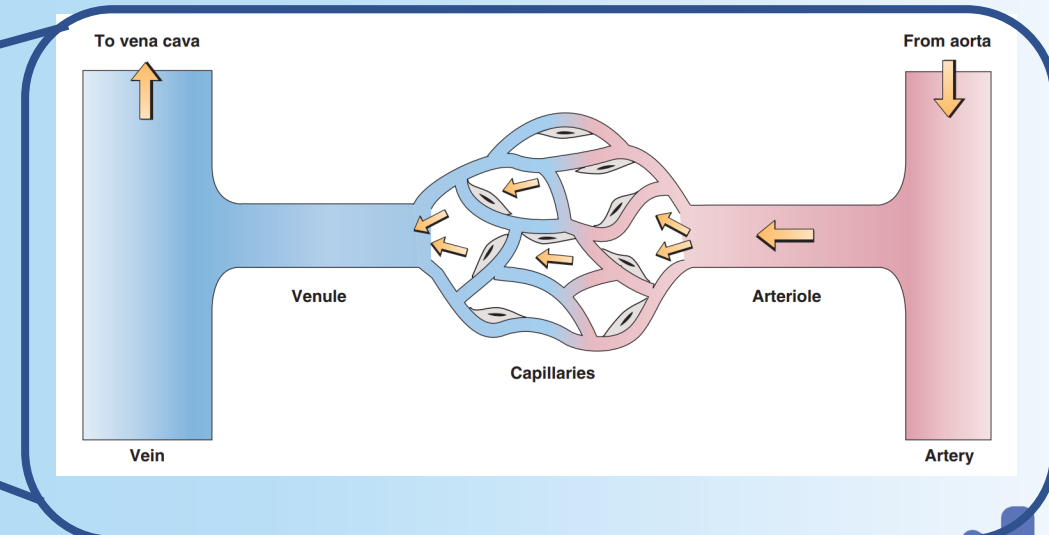 To vena cava
From aorta
Venule
Arteriole
Capillaries
Vein
Artery